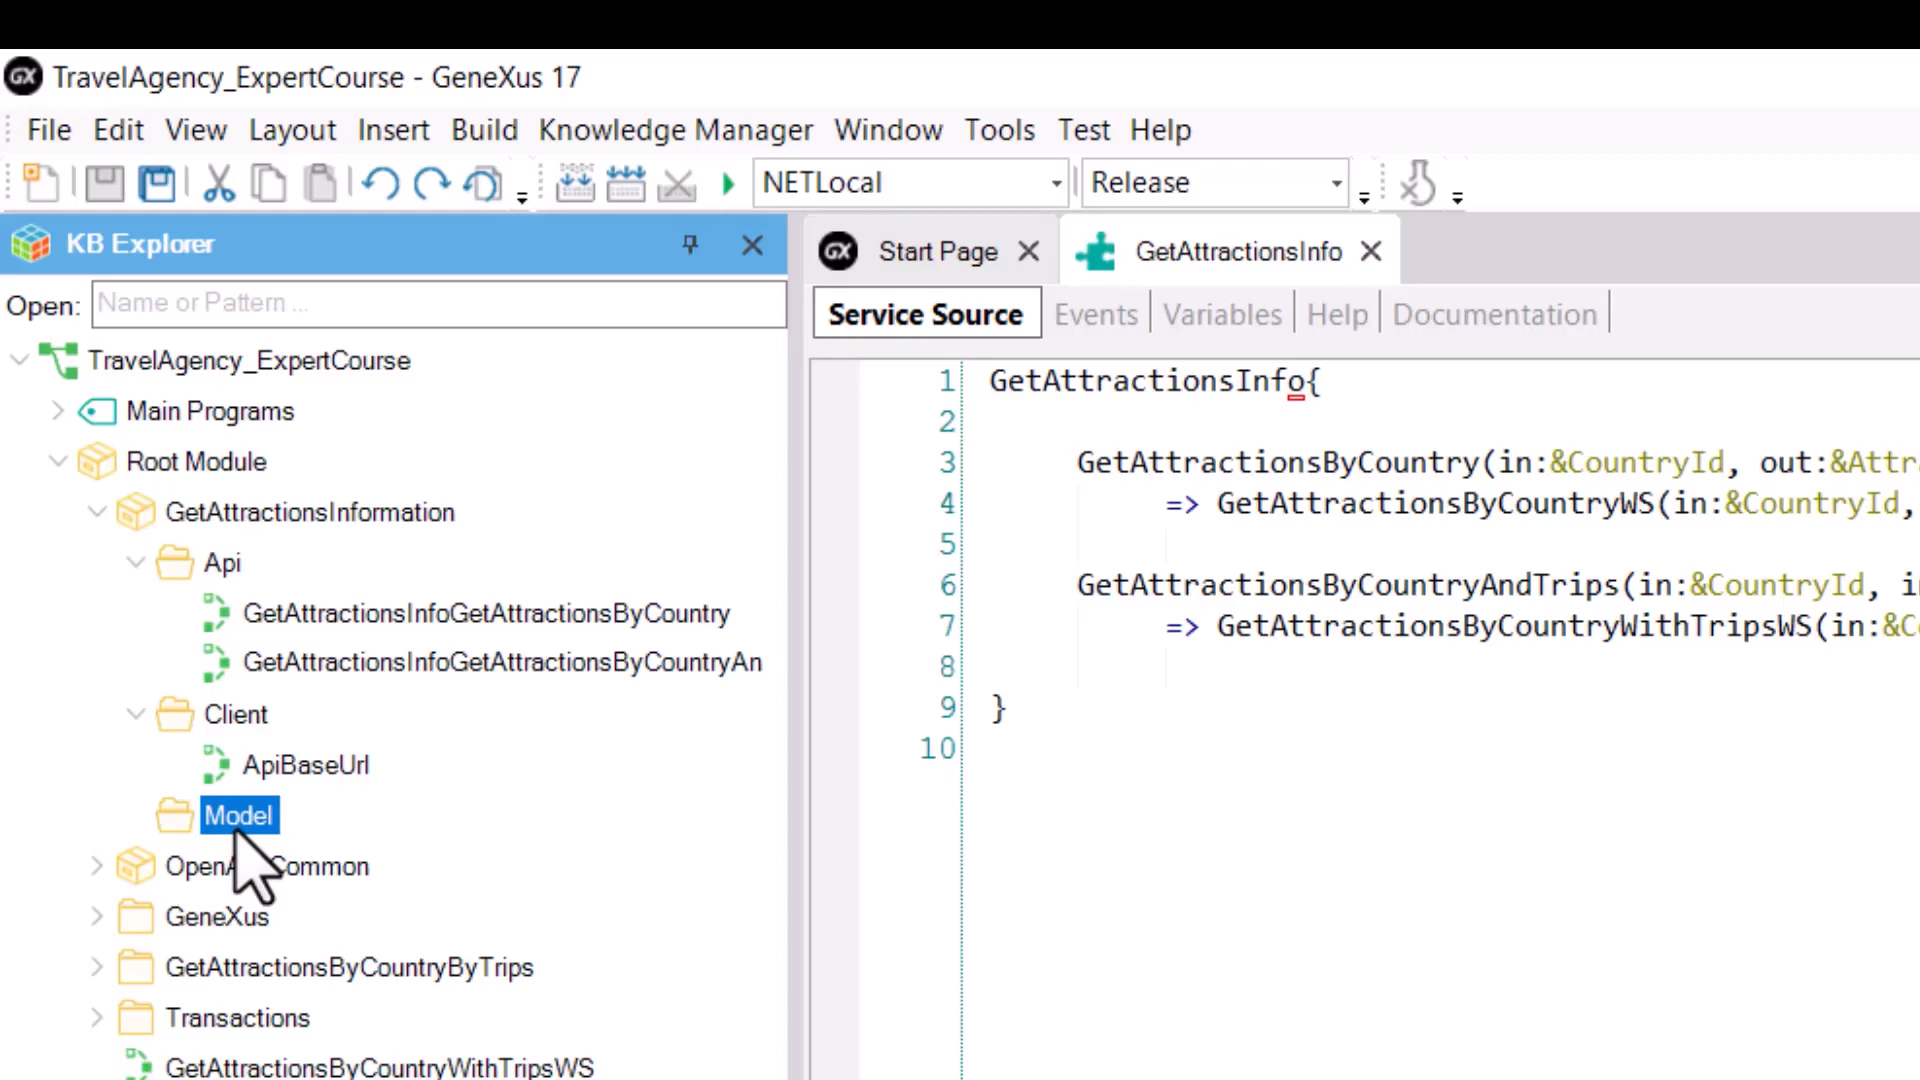 TravelAgency_ExpertCourse - GeneXus 17
File Edit View Layout Insert Build Knowledge Manager Window Tools Test Help
NETLocal Release
KB Explorer
Start Page GetAttractionsInfo
Open: Name or Pattern ...
Service Source Events Variables Help Documentation
TravelAgency_ExpertCourse
Main Programs
Root Module
GetAttractionsInformation
Api
GetAttractionsInfoGetAttractionsByCountry
GetAttractionsInfoGetAttractionsByCountryAn
Client
ApiBaseUrl
Model
GeneXus
GetAttractionsByCountryByTrips
Transactions
GetAttractionsByCountryWithTripsWS
1 GetAttractionsInfo{
2
3 GetAttractionsByCountry(in:&CountryId, out:&Attr
4 => GetAttractionsByCountryWS(in:&CountryId,
5
6 GetAttractionsByCountryAndTrips(in:&CountryId, i
7 => GetAttractionsByCountryWithTripsWS(in:&C
8
9 }
10